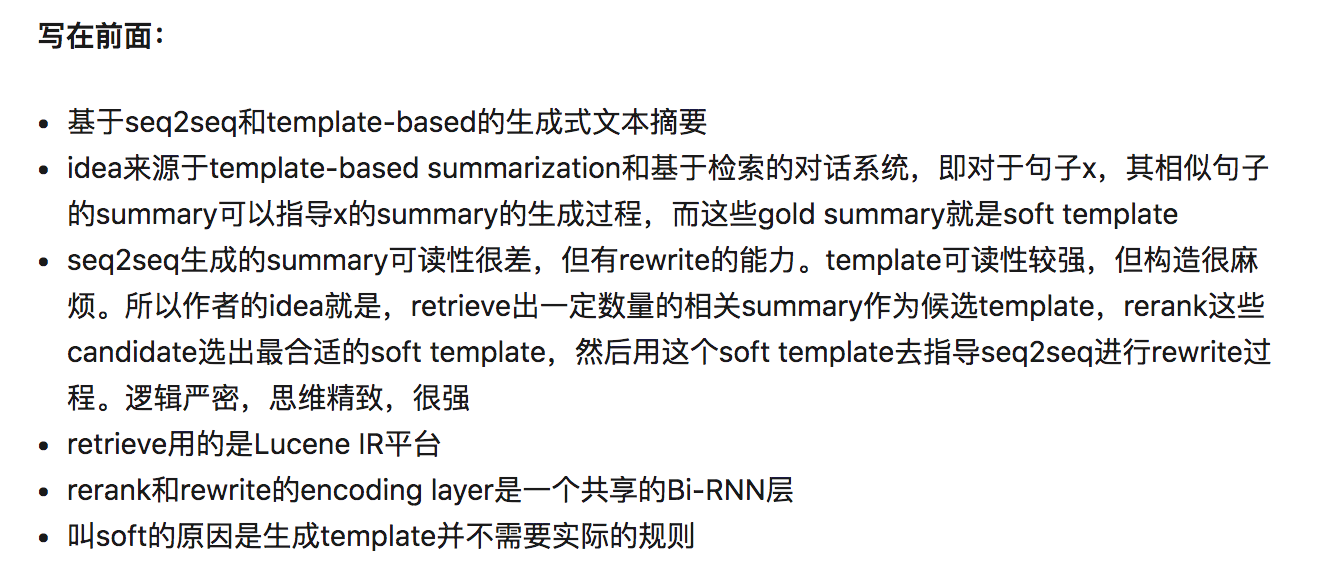 写在前面：
• 基于seq2seq和template-based的生成式文本摘要
• idea来源于template-based summarization和基于检索的对话系统，即对于句子x，其相似句子
的summary可以指导x的summary的生成过程，而这些gold summary就是soft template
• seq2seq生成的summary可读性很差，但有rewrite的能力。template可读性较强，但构造很麻
烦。所以作者的idea就是，retrieve出一定数量的相关summary作为候选template，rerank这些
candidate选出最合适的soft template，然后用这个soft template去指导seq2seq进行rewrite过
程。逻辑严密，思维精致，很强
• retrieve用的是Lucene IR平台
• rerank和rewrite的encoding layer是一个共享的Bi-RNN层
• 叫soft的原因是生成template并不需要实际的规则